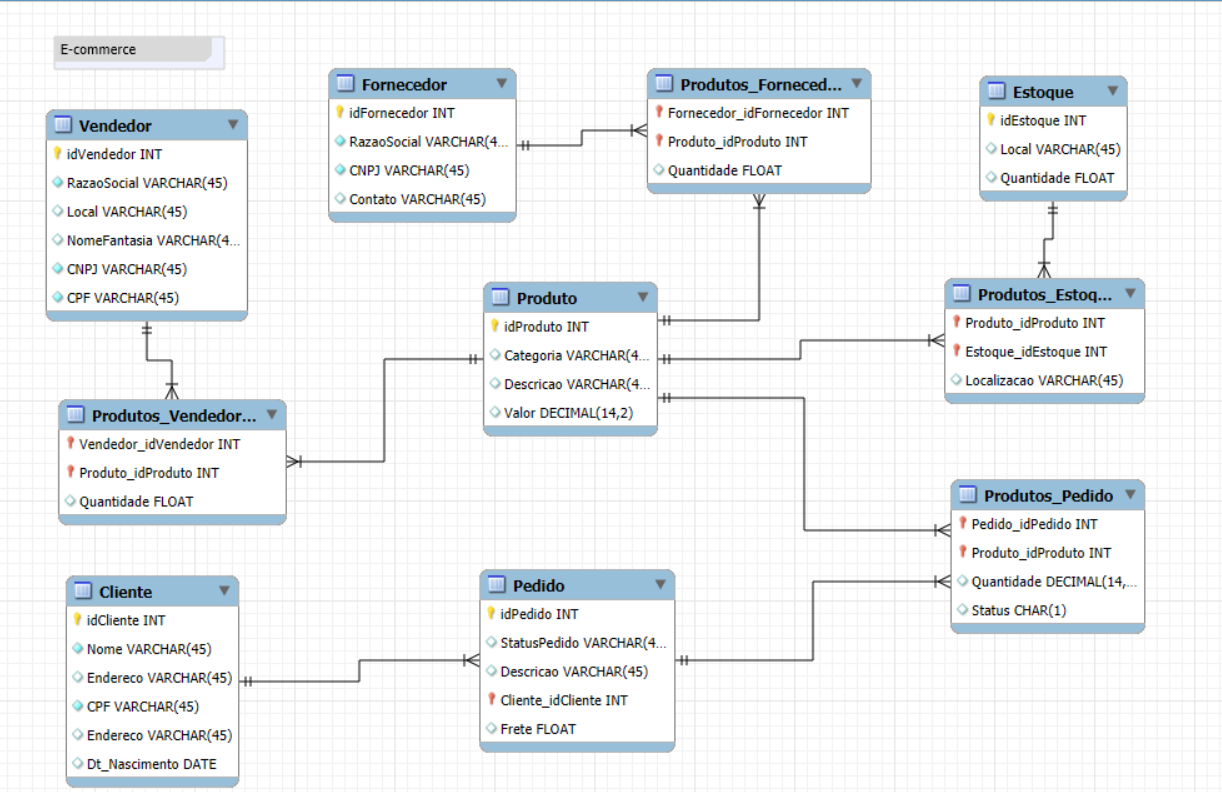 E-commerce
Vendedor
idVendedor INT
RazaoSocial VARCHAR(45)
Local VARCHAR(45)
NomeFantasia VARCHAR(4...
CNPJ VARCHAR(45)
CPF VARCHAR(45)
Fornecedor
idFornecedor INT
RazaoSocial VARCHAR(4...
CNPJ VARCHAR(45)
Contato VARCHAR(45)
Produtos_Forneced...
Fornecedor_idFornecedor INT
Produto_idProduto INT
Quantidade FLOAT
Estoque
idEstoque INT
Local VARCHAR(45)
Quantidade FLOAT
Produto
idProduto INT
Categoria VARCHAR(4...
Descricao VARCHAR(4...
Valor DECIMAL(14,2)
Produtos_Estoq...
Produto_idProduto INT
Estoque_idEstoque INT
Localizacao VARCHAR(45)
Produtos_Vendedor...
Vendedor_idVendedor INT
Produto_idProduto INT
Quantidade FLOAT
Produtos_Pedido
Pedido_idPedido INT
Produto_idProduto INT
Quantidade DECIMAL(14,...
Status CHAR(1)
Cliente
idCliente INT
Nome VARCHAR(45)
Endereco VARCHAR(45)
CPF VARCHAR(45)
Endereco VARCHAR(45)
Dt_Nascimento DATE
Pedido
idPedido INT
StatusPedido VARCHAR(4...
Descricao VARCHAR(45)
Cliente_idCliente INT
Frete FLOAT